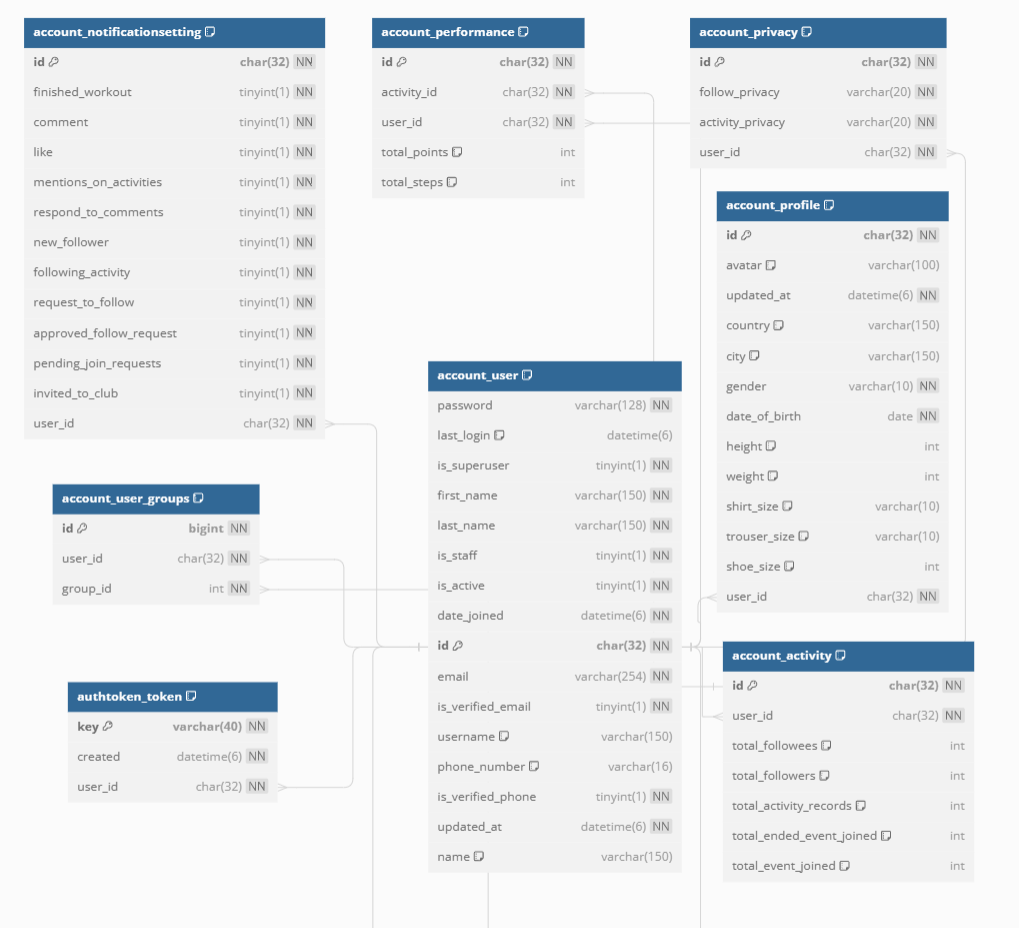 account_notificationsetting
id char(32) NN
finished_workout tinyint(1) NN
comment tinyint(1) NN
like tinyint(1) NN
mentions_on_activities tinyint(1) NN
respond_to_comments tinyint(1) NN
new_follower tinyint(1) NN
following_activity tinyint(1) NN
request_to_follow tinyint(1) NN
approved_follow_request tinyint(1) NN
pending_join_requests tinyint(1) NN
invited_to_club tinyint(1) NN
user_id char(32) NN
account_performance
id char(32) NN
activity_id char(32) NN
user_id char(32) NN
total_points int
total_steps int
account_privacy
id char(32) NN
follow_privacy varchar(20) NN
activity_privacy varchar(20) NN
user_id char(32) NN
account_profile
id char(32) NN
avatar varchar(100)
updated_at datetime(6) NN
country varchar(150)
city varchar(150)
gender varchar(10) NN
date_of_birth date NN
height int
weight int
shirt_size varchar(10)
trouser_size varchar(10)
shoe_size int
user_id char(32) NN
account_user
password varchar(128) NN
last_login datetime(6)
is_superuser tinyint(1) NN
first_name varchar(150) NN
last_name varchar(150) NN
is_staff tinyint(1) NN
is_active tinyint(1) NN
date_joined datetime(6) NN
id char(32) NN
email varchar(254) NN
is_verified_email tinyint(1) NN
username varchar(150)
phone_number varchar(16)
is_verified_phone tinyint(1) NN
updated_at datetime(6) NN
name varchar(150)
account_user_groups
id bigint NN
user_id char(32) NN
group_id int NN
authtoken_token
key varchar(40) NN
created datetime(6) NN
user_id char(32) NN
account_activity
id char(32) NN
user_id char(32) NN
total_followees int
total_followers int
total_activity_records int
total_ended_event_joined int
total_event_joined int